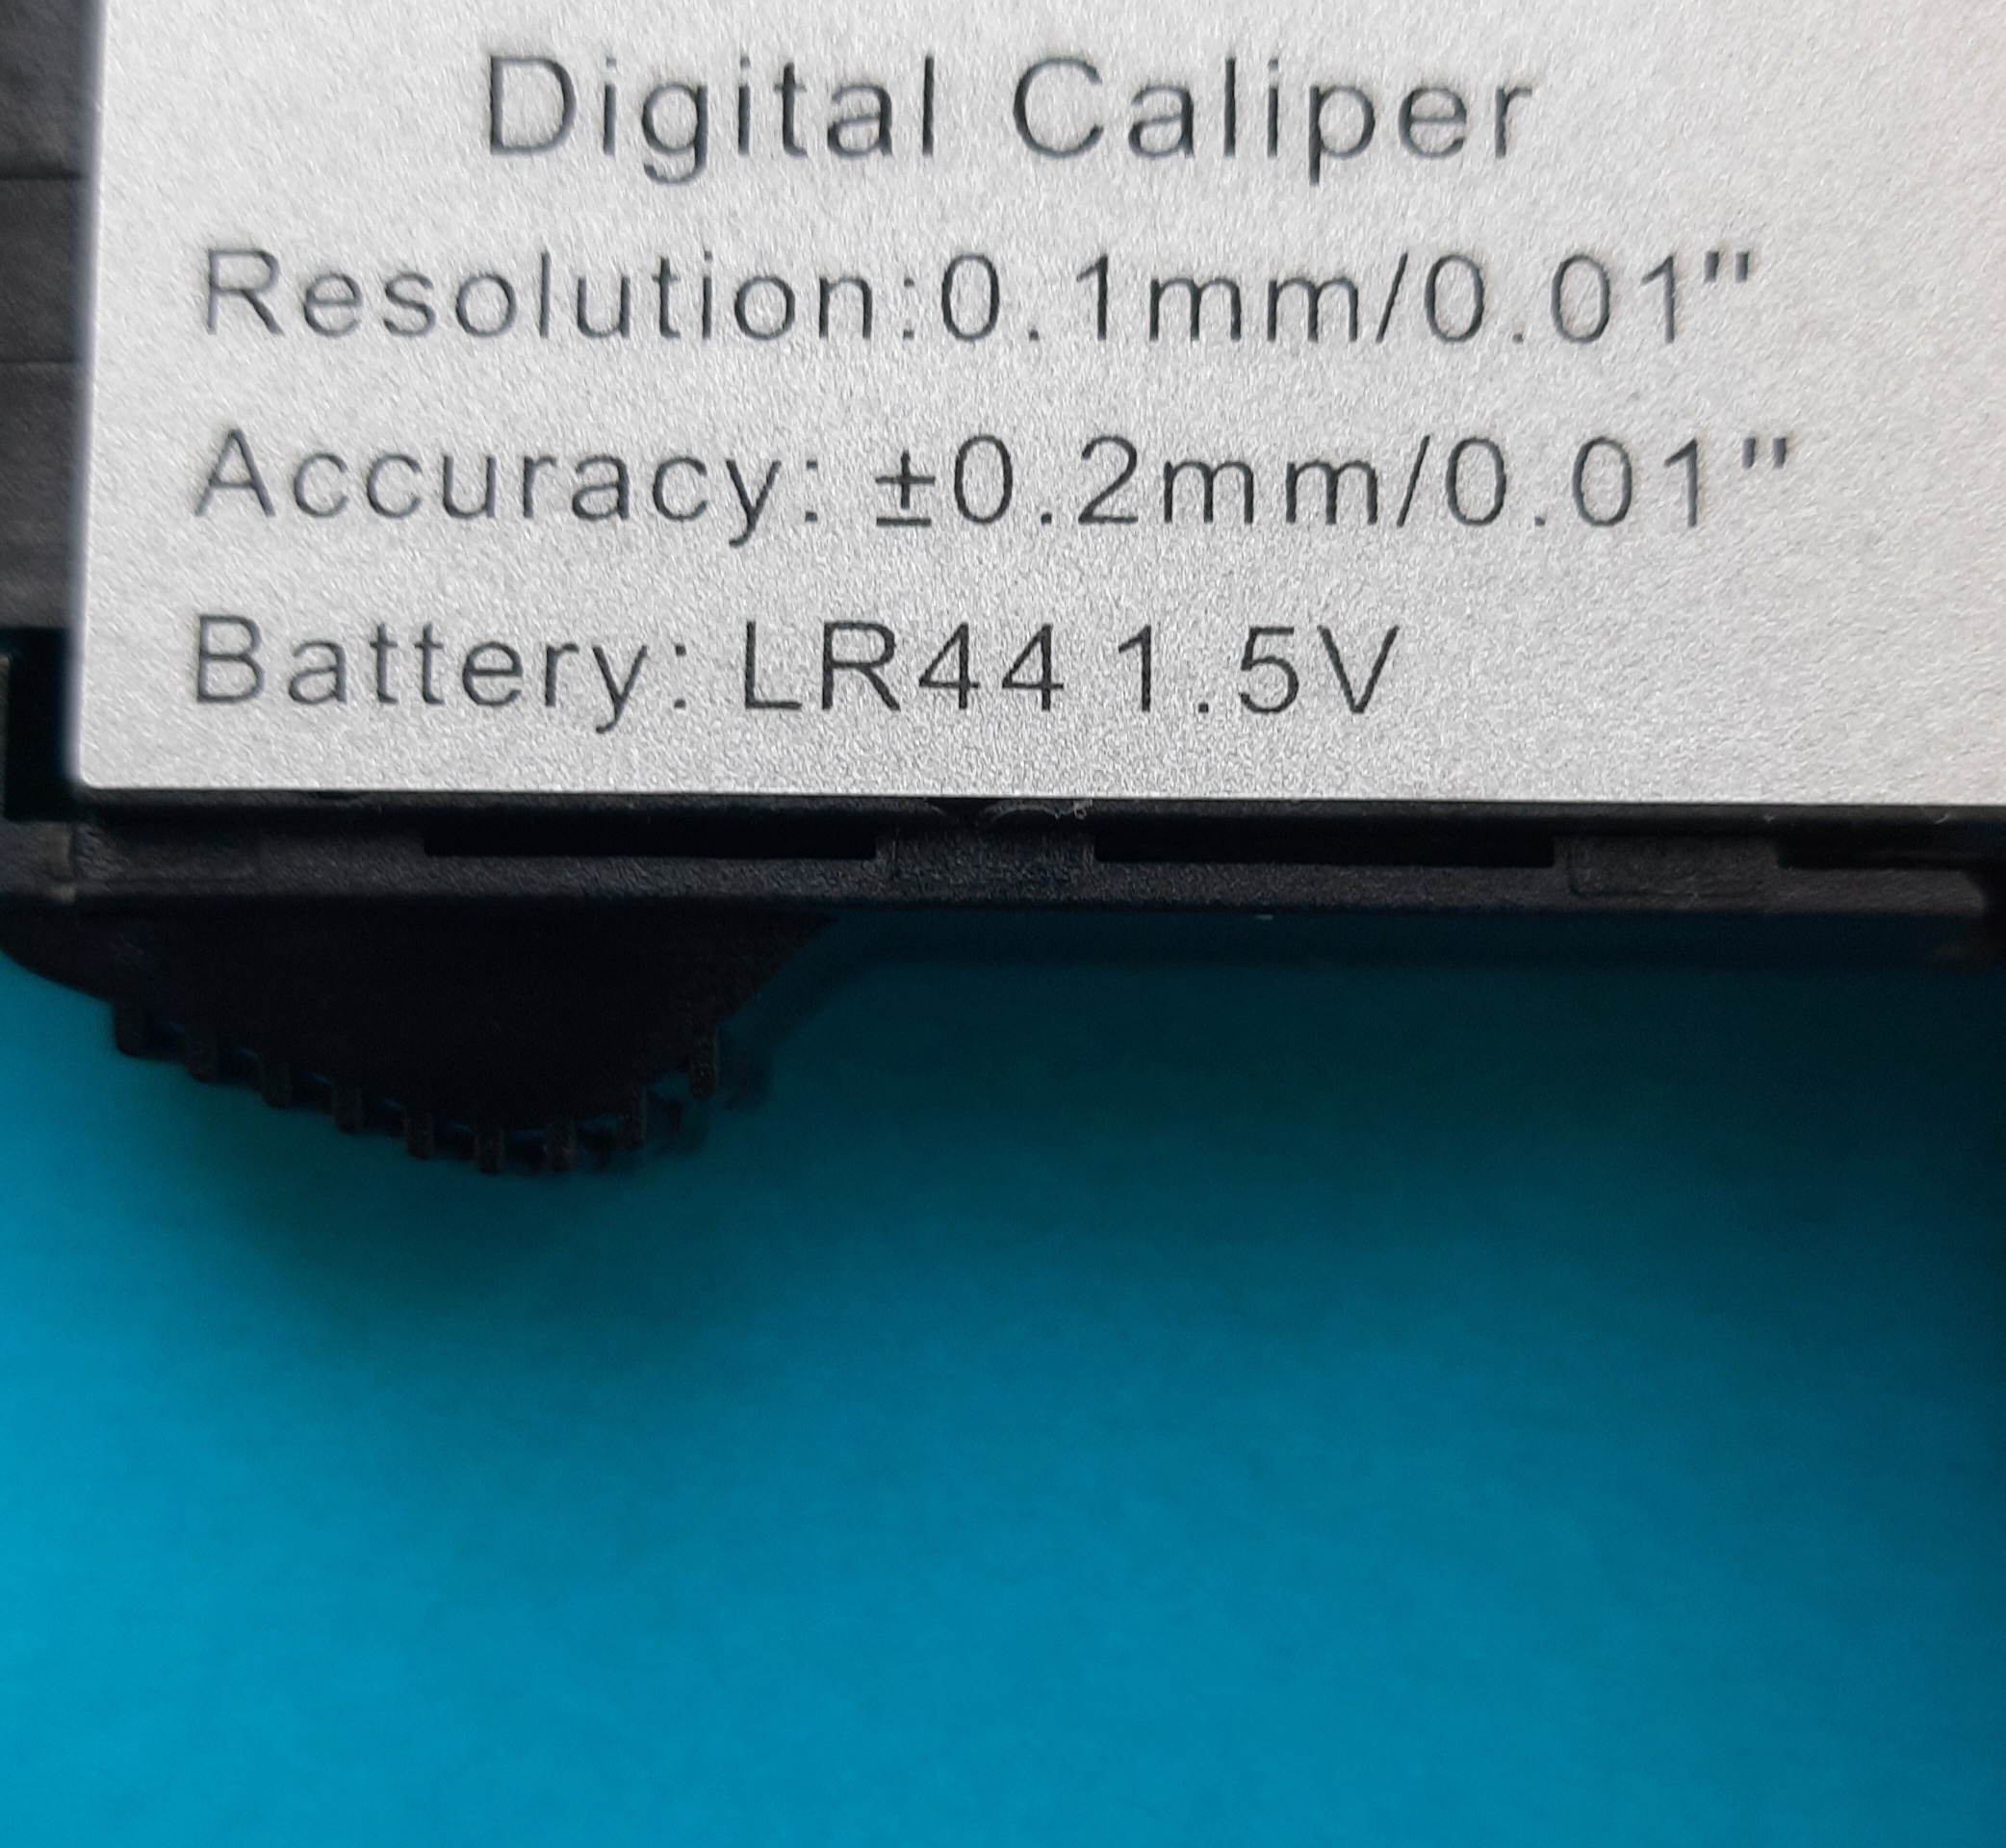 Digital Caliper
Resolution:0.1mm/0.01"
Accuracy: ±0.2mm/0.01"
Battery: LR44 1.5V